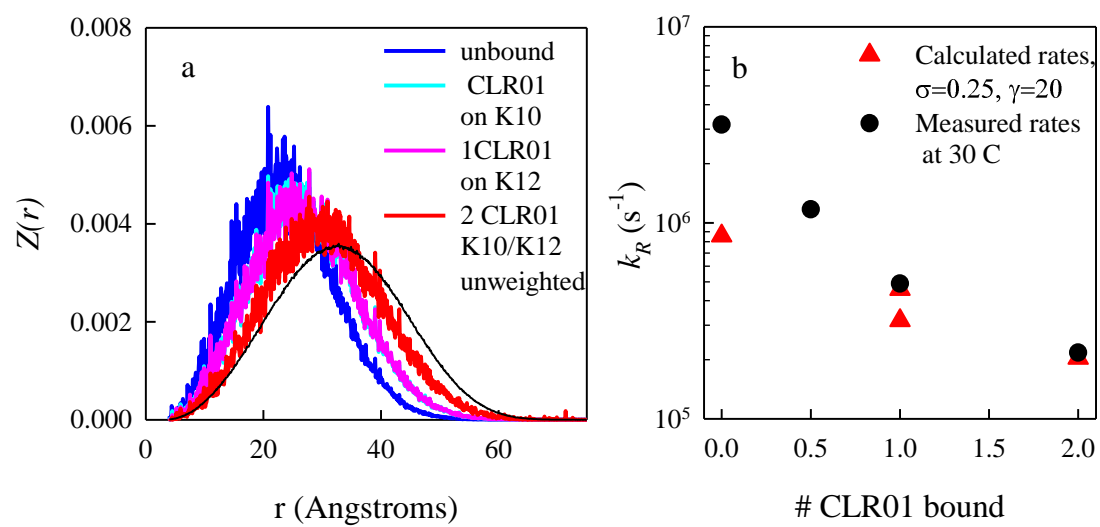 0.008
0.006
0.004
0.002
0.000
0
20
40
60
Z(r)
r (Angstroms)
a
unbound
CLR01
on K10
1CLR01
on K12
2 CLR01
K10/K12
unweighted
10⁷
10⁶
10⁵
0.0
0.5
1.0
1.5
2.0
k_R (s⁻¹)
# CLR01 bound
b
Calculated rates,
σ=0.25, γ=20
Measured rates
at 30 C